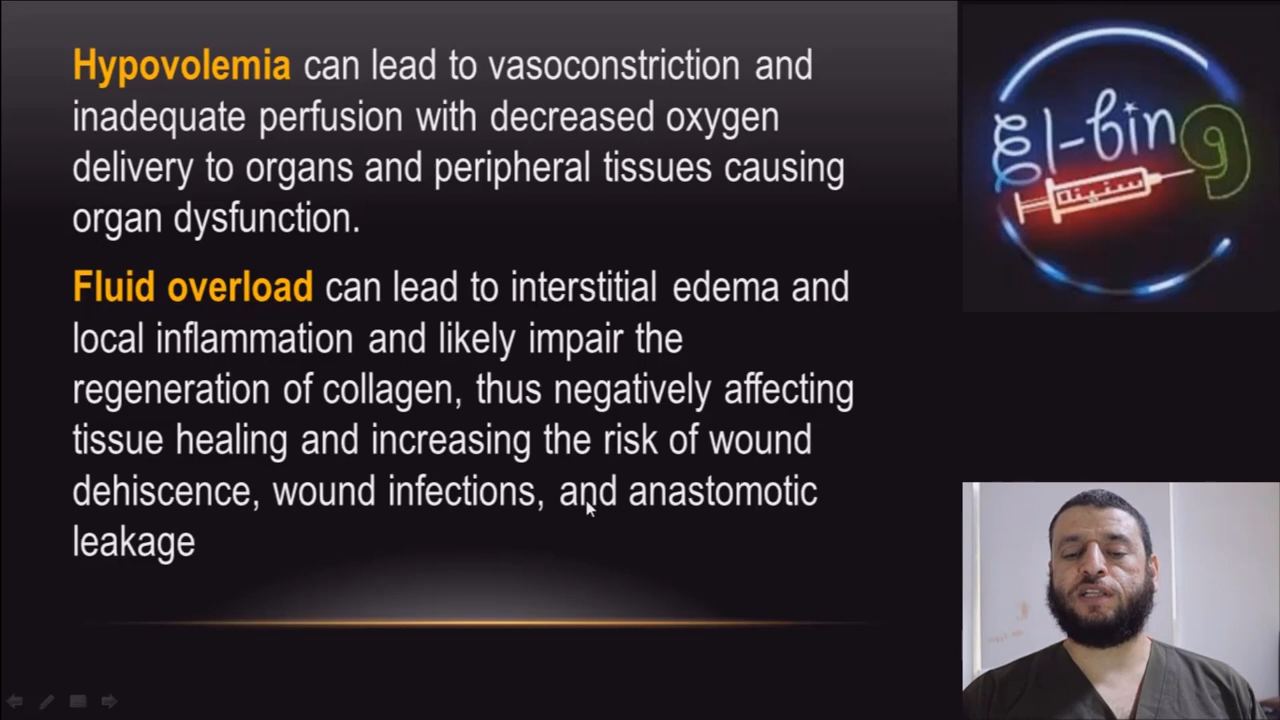 Hypovolemia can lead to vasoconstriction and
inadequate perfusion with decreased oxygen
delivery to organs and peripheral tissues causing
organ dysfunction.
Fluid overload can lead to interstitial edema and
local inflammation and likely impair the
regeneration of collagen, thus negatively affecting
tissue healing and increasing the risk of wound
dehiscence, wound infections, and anastomotic
leakage
El-bing
سنينه